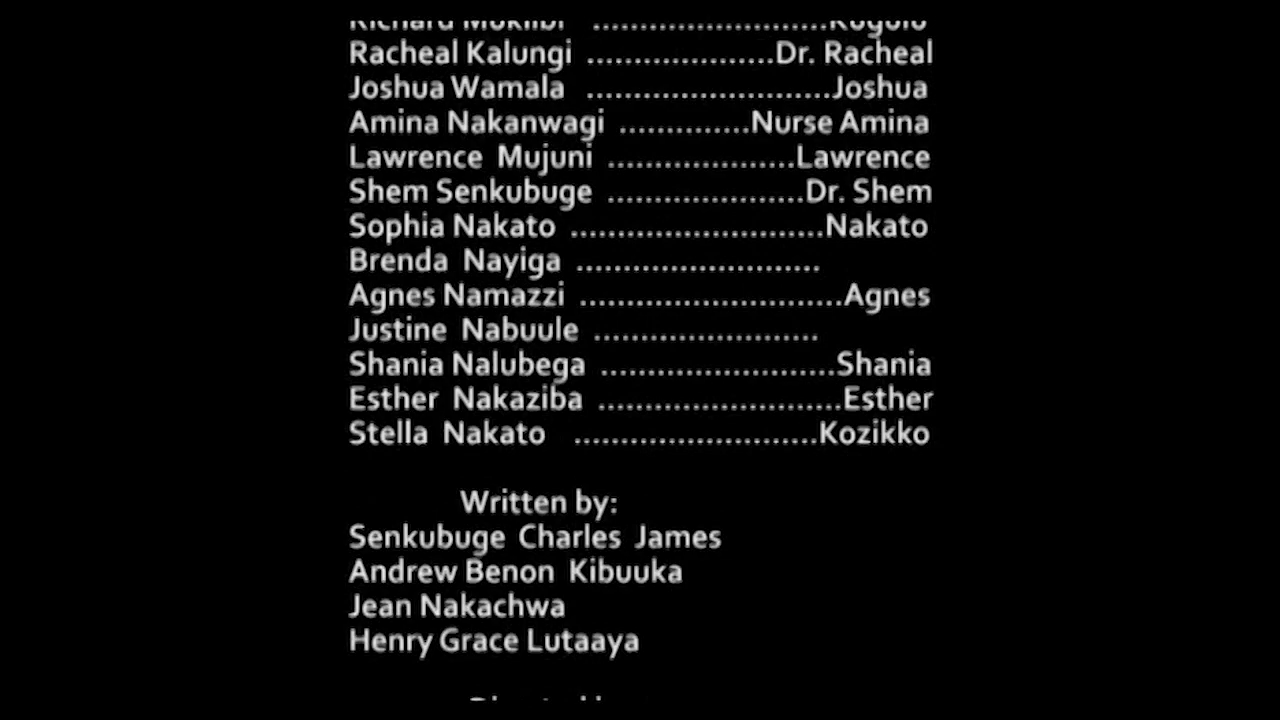 Racheal Kalungi ....................Dr. Racheal
Joshua Wamala ..........................Joshua
Amina Nakanwagi ..............Nurse Amina
Lawrence Mujuni ....................Lawrence
Shem Senkubuge .....................Dr. Shem
Sophia Nakato ...........................Nakato
Brenda Nayiga ..........................
Agnes Namazzi ............................Agnes
Justine Nabuule ........................
Shania Nalubega .........................Shania
Esther Nakaziba ..........................Esther
Stella Nakato ..........................Kozikko
Written by:
Senkubuge Charles James
Andrew Benon Kibuuka
Jean Nakachwa
Henry Grace Lutaaya